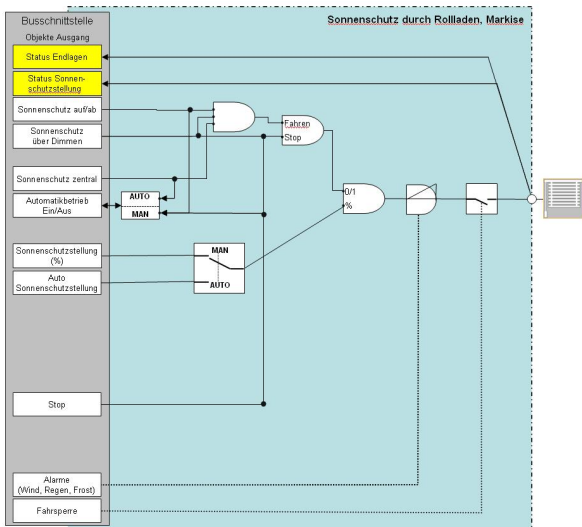 Busschnittstelle
Objekte Ausgang
Sonnenschutz durch Rollladen, Markise
Status Endlagen
Status Sonnen-
schutzstellung
Sonnenschutz auf/ab
Sonnenschutz
über Dimmen
Fahren
Stop
Sonnenschutz zentral
Automatikbetrieb
Ein/Aus
AUTO
MAN
0/1
%
Sonnenschutzstellung
(%)
Auto
Sonnenschutzstellung
MAN
AUTO
Stop
Alarme
(Wind, Regen, Frost)
Fahrsperre